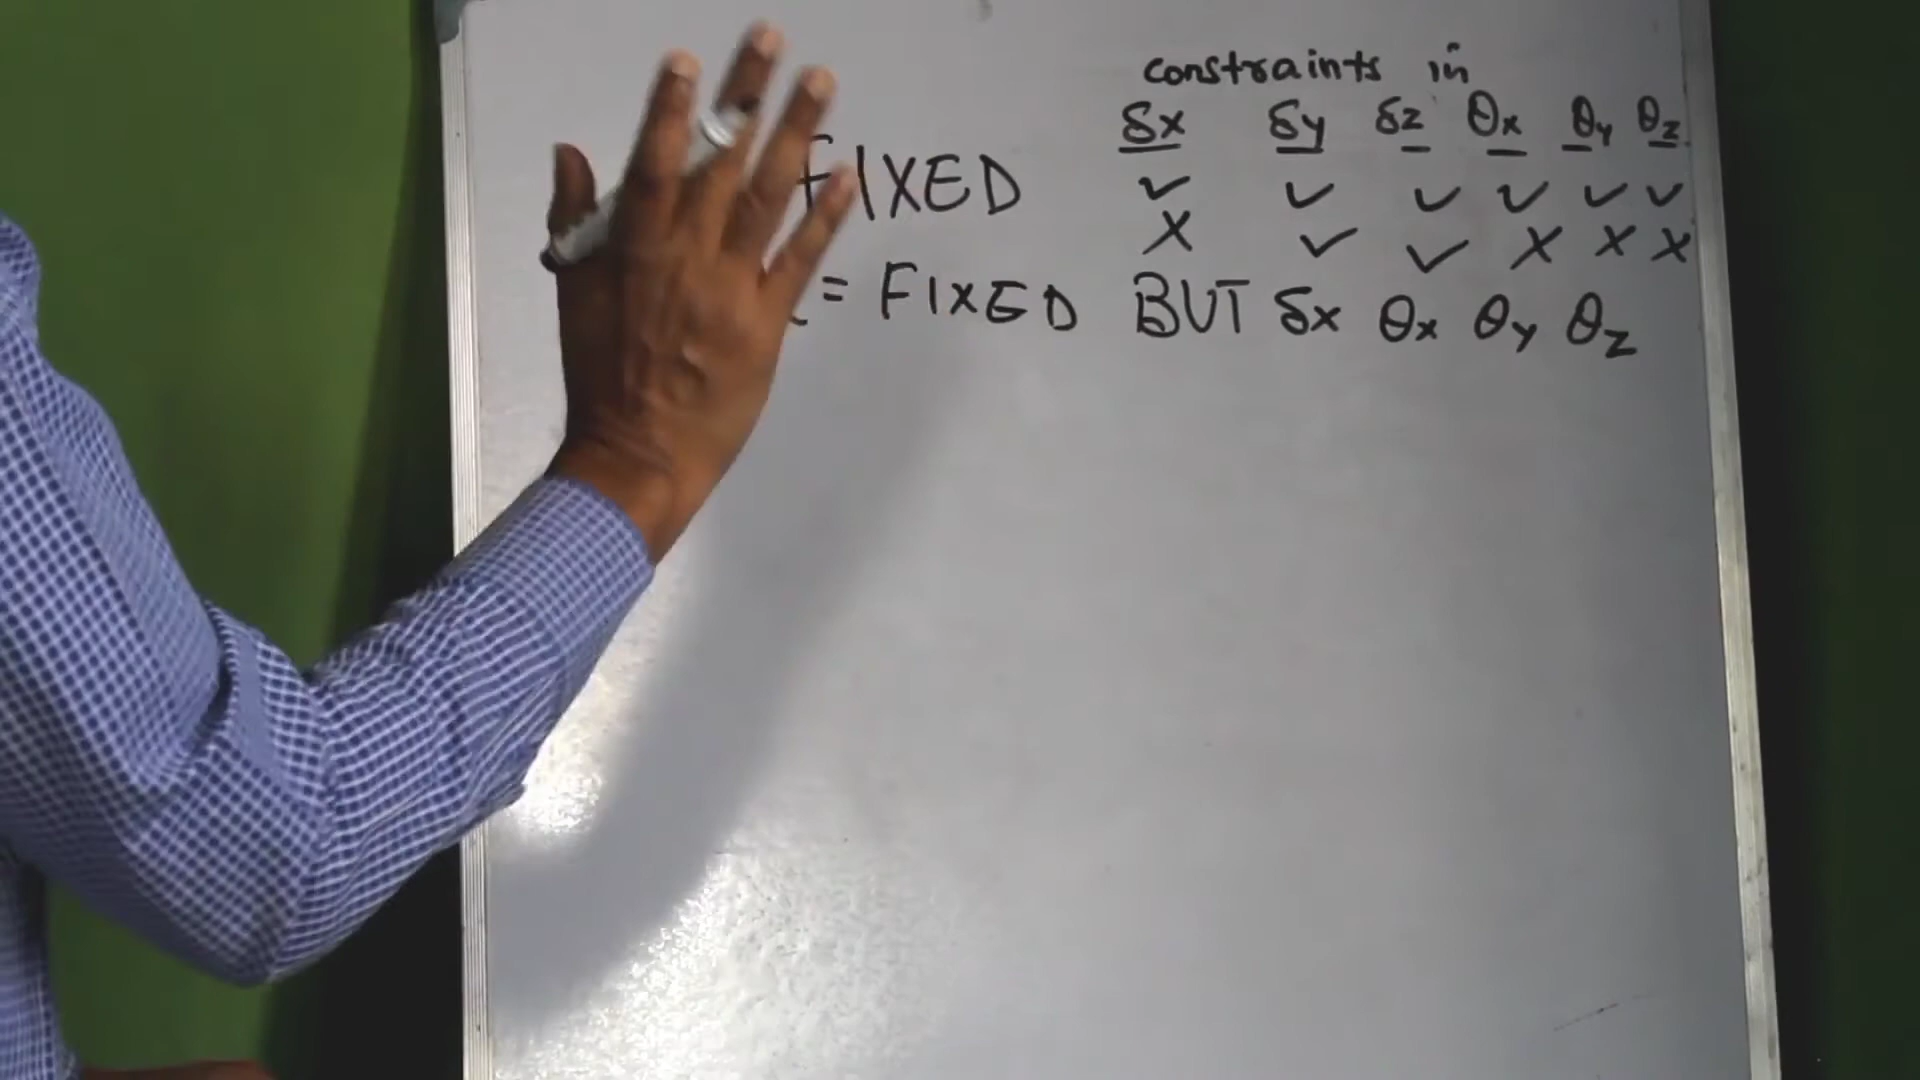 constraints in
δx δy δz θx θy θz
FIXED ✓ ✓ ✓ ✓ ✓ ✓
X ✓ ✓ X X X
= FIXED BUT δx θx θy θz